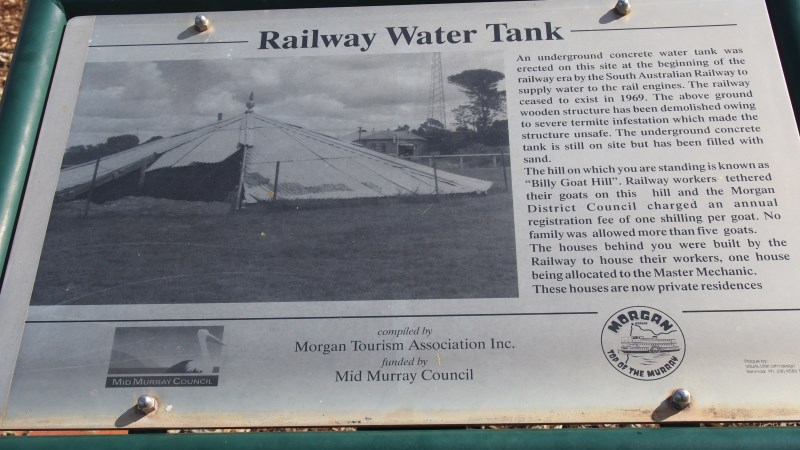 Railway Water Tank
An underground concrete water tank was
erected on this site at the beginning of the
railway era by the South Australian Railway to
supply water to the rail engines. The railway
ceased to exist in 1969. The above ground
wooden structure has been demolished owing
to severe termite infestation which made the
structure unsafe. The underground concrete
tank is still on site but has been filled with
sand.
The hill on which you are standing is known as
"Billy Goat Hill". Railway workers tethered
their goats on this hill and the Morgan
District Council charged an annual
registration fee of one shilling per goat. No
family was allowed more than five goats.
The houses behind you were built by the
Railway to house their workers, one house
being allocated to the Master Mechanic.
These houses are now private residences
MID MURRAY COUNCIL
compiled by
Morgan Tourism Association Inc.
funded by
Mid Murray Council
MORGAN
TOP OF THE MURRAY
Plaque by: